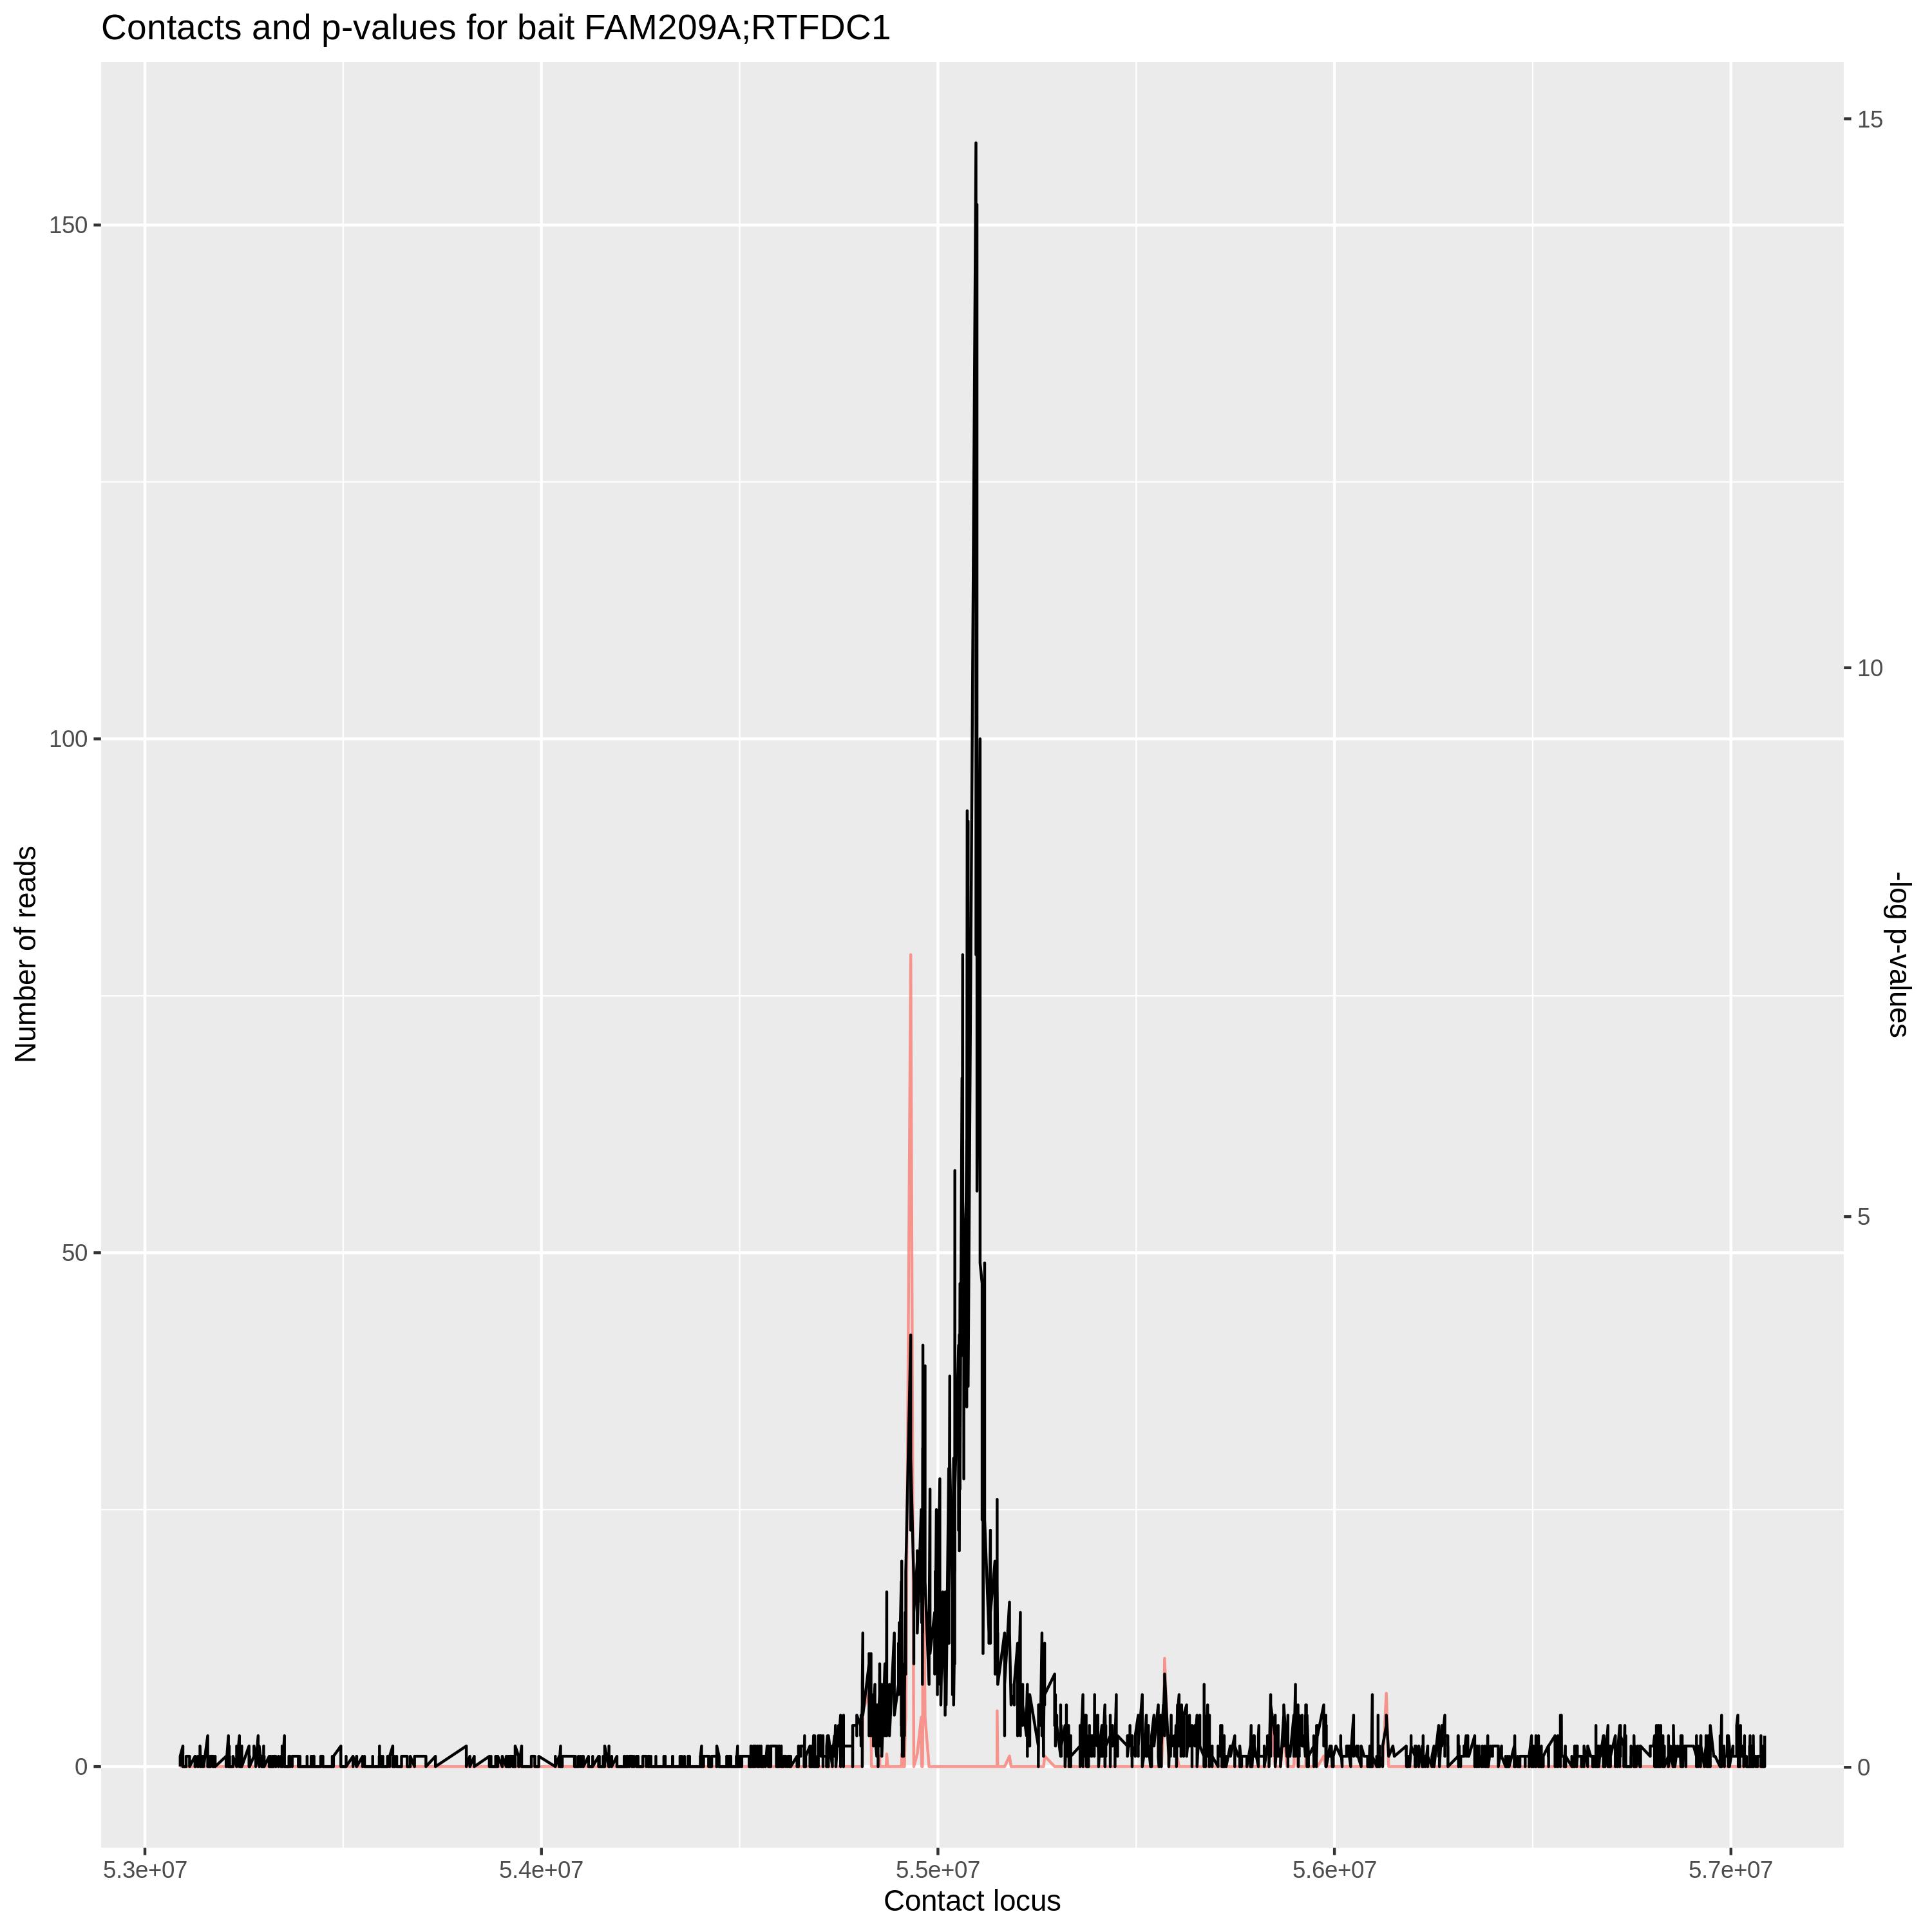 Contacts and p-values for bait FAM209A;RTFDC1
150
100
50
0
Number of reads
15
10
5
0
-log p-values
5.3e+07
5.4e+07
5.5e+07
5.6e+07
5.7e+07
Contact locus